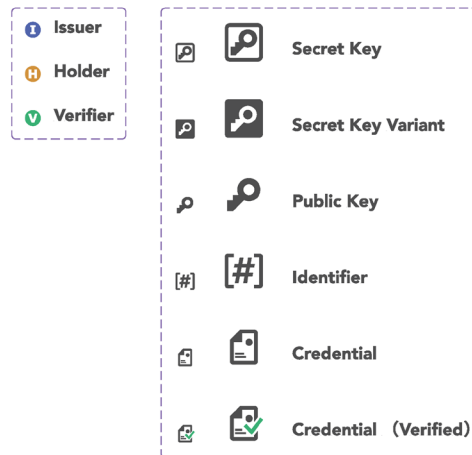 I Issuer
H Holder
V Verifier
Secret Key
Secret Key Variant
Public Key
[#] [#] Identifier
Credential
Credential (Verified)